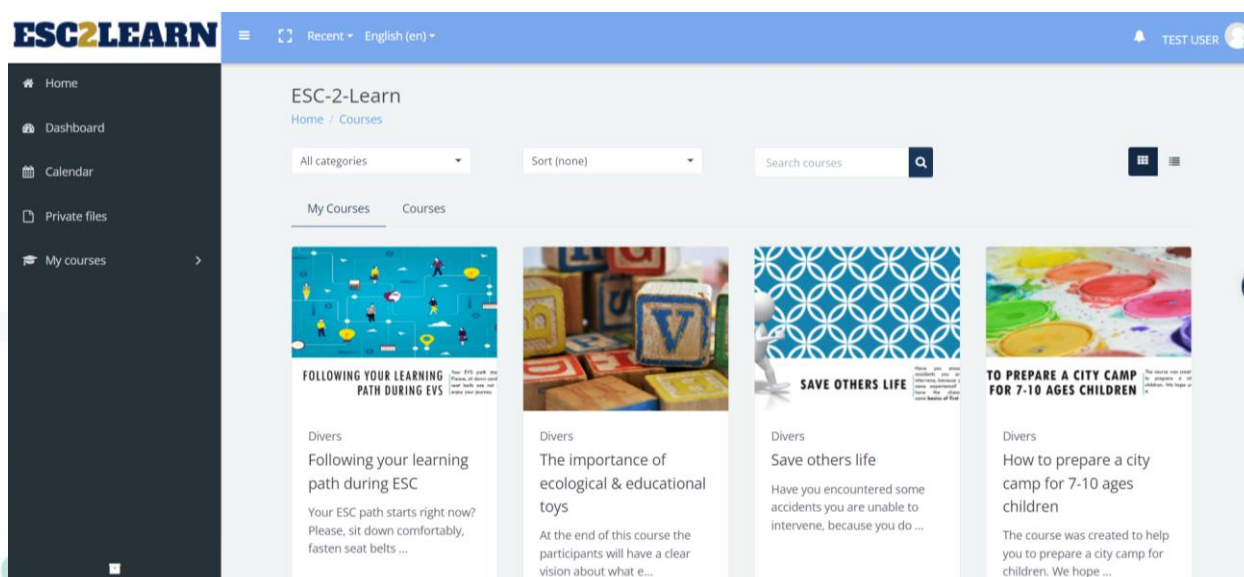 ESC2LEARN
Recent English (en)
TEST USER
Home
Dashboard
Calendar
Private files
My courses
ESC-2-Learn
Home / Courses
All categories
Sort (none)
Search courses
My Courses Courses
FOLLOWING YOUR LEARNING
PATH DURING EVS
Divers
Following your learning
path during ESC
Your ESC path starts right now?
Please, sit down comfortably,
fasten seat belts ...
V
Divers
The importance of
ecological & educational
toys
At the end of this course the
participants will have a clear
vision about what e...
SAVE OTHERS LIFE
Divers
Save others life
Have you encountered some
accidents you are unable to
intervene, because you do ...
TO PREPARE A CITY CAMP
FOR 7-10 AGES CHILDREN
Divers
How to prepare a city
camp for 7-10 ages
children
The course was created to help
you to prepare a city camp for
children. We hope ...